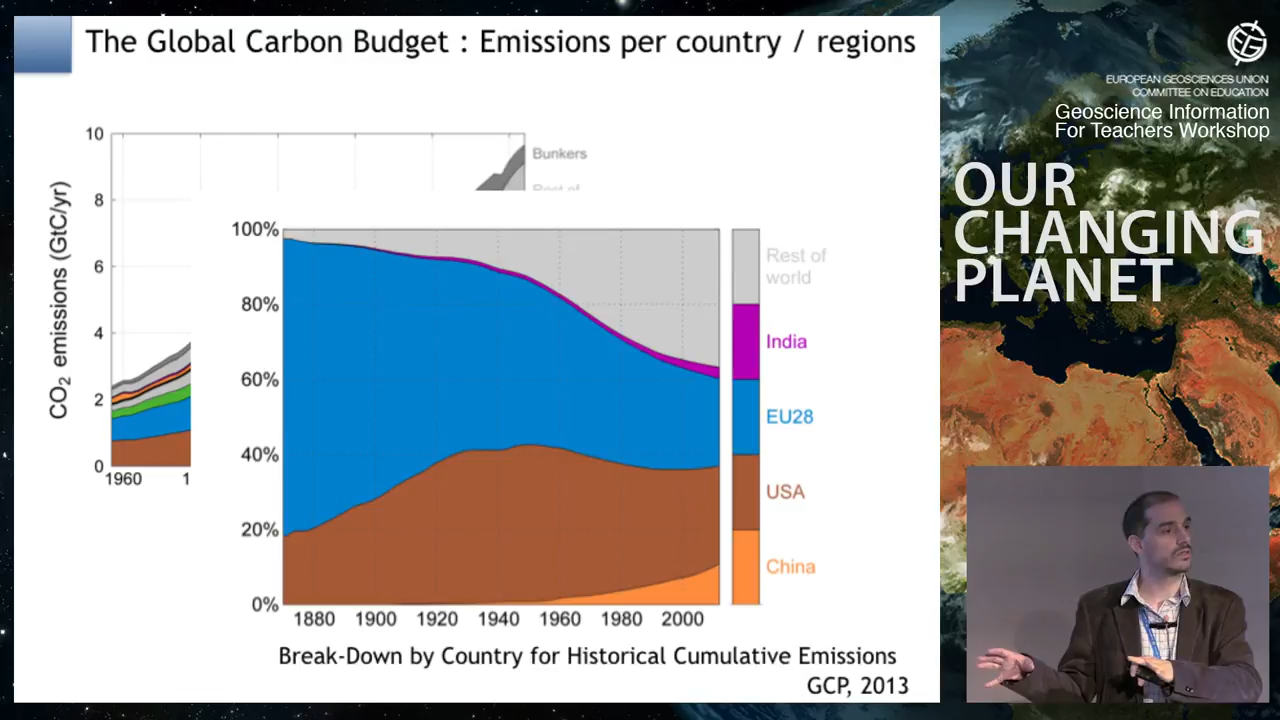 The Global Carbon Budget : Emissions per country / regions
EUROPEAN GEOSCIENCES UNION
COMMITTEE ON EDUCATION
Geoscience Information
For Teachers Workshop
OUR
CHANGING
PLANET
10
8
6
4
2
0
CO2 emissions (GtC/yr)
1960
1
Bunkers
Rest of
100%
80%
60%
40%
20%
0%
1880 1900 1920 1940 1960 1980 2000
Rest of
world
India
EU28
USA
China
Break-Down by Country for Historical Cumulative Emissions
GCP, 2013